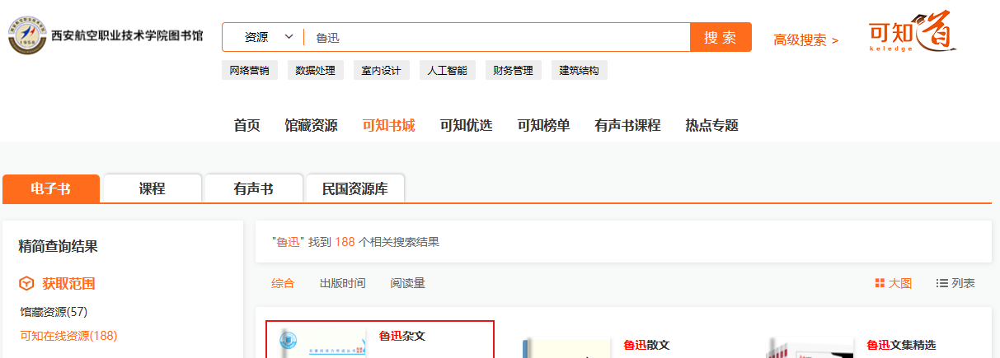 西安航空职业技术学院图书馆
1958
资源
鲁迅
搜 索
高级搜索 >
可知道
keledge
网络营销 数据处理 室内设计 人工智能 财务管理 建筑结构
首页 馆藏资源 可知书城 可知优选 可知榜单 有声书课程 热点专题
电子书 课程 有声书 民国资源库
精简查询结果
"鲁迅" 找到 188 个相关搜索结果
获取范围
综合 出版时间 阅读量 大图 列表
馆藏资源(57)
可知在线资源(188)
鲁迅杂文
鲁迅散文
鲁迅文集精选